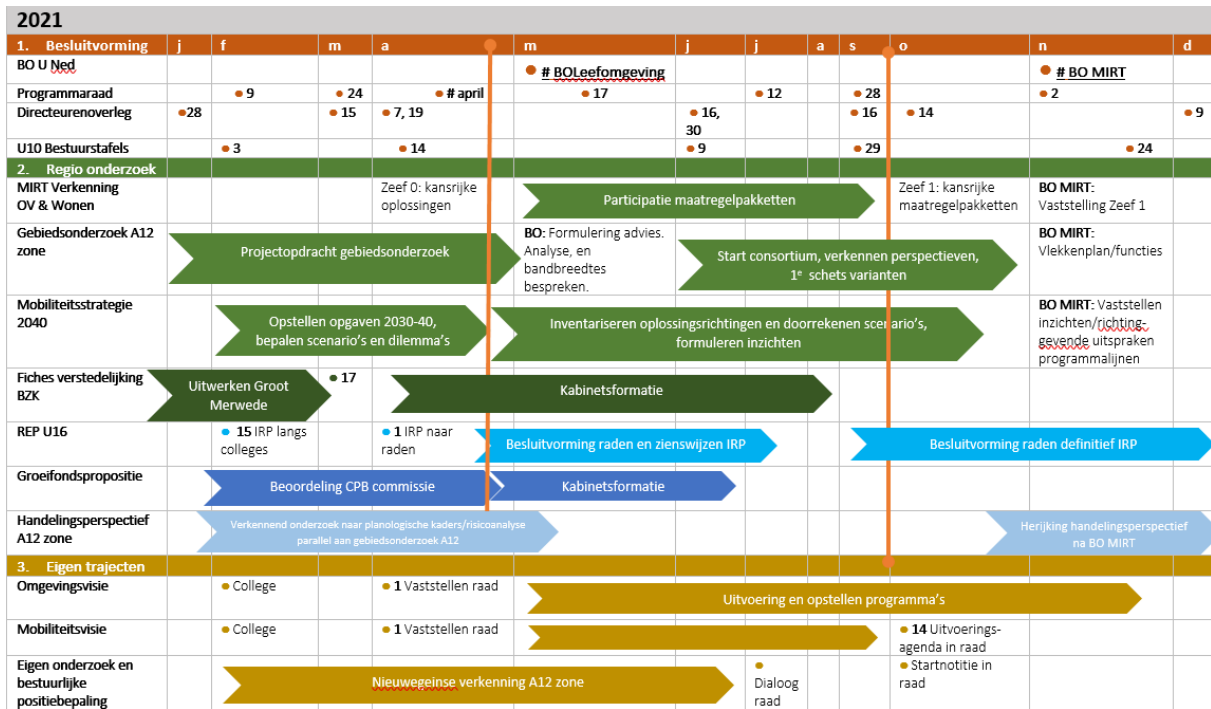 2021
1. Besluitvorming j f m a m j j a s o n d
BO U Ned
# BOLeefomgeving # BO MIRT
Programmaraad 9 24 # april 17 12 28 2
Directeurenoverleg 28 15 7, 19 16, 16 14 9
30
U10 Bestuurstafels 3 14 9 29 24
2. Regio onderzoek
MIRT Verkenning
OV & Wonen
Zeef 0: kansrijke
oplossingen
Participatie maatregelpakketten
Zeef 1: kansrijke
maatregelpakketten
BO MIRT:
Vaststelling Zeef 1
Gebiedsonderzoek A12
zone
Projectopdracht gebiedsonderzoek
BO: Formulering advies.
Analyse, en
bandbreedtes
bespreken.
Start consortium, verkennen perspectieven,
1e schets varianten
BO MIRT:
Vlekkenplan/functies
Mobiliteitsstrategie
2040
Opstellen opgaven 2030-40,
bepalen scenario's en dilemma's
Inventariseren oplossingsrichtingen en doorrekenen scenario's,
formuleren inzichten
BO MIRT: Vaststellen
inzichten/richting-
gevende uitspraken
programmalijnen
Fiches verstedelijking
BZK
Uitwerken Groot
Merwede
17
Kabinetsformatie
REP U16
15 IRP langs
colleges
1 IRP naar
raden
Besluitvorming raden en zienswijzen IRP
Besluitvorming raden definitief IRP
Groeifondspropositie
Beoordeling CPB commissie
Kabinetsformatie
Handelingsperspectief
A12 zone
Verkennend onderzoek naar planologische kaders/risicoanalyse
parallel aan gebiedsonderzoek A12
Herijking handelingsperspectief
na BO MIRT
3. Eigen trajecten
Omgevingsvisie
College
1 Vaststellen raad
Uitvoering en opstellen programma's
Mobiliteitsvisie
College
1 Vaststellen raad
14 Uitvoerings-
agenda in raad
Eigen onderzoek en
bestuurlijke
positiebepaling
Nieuwegeinse verkenning A12 zone
Dialoog
raad
Startnotitie in
raad